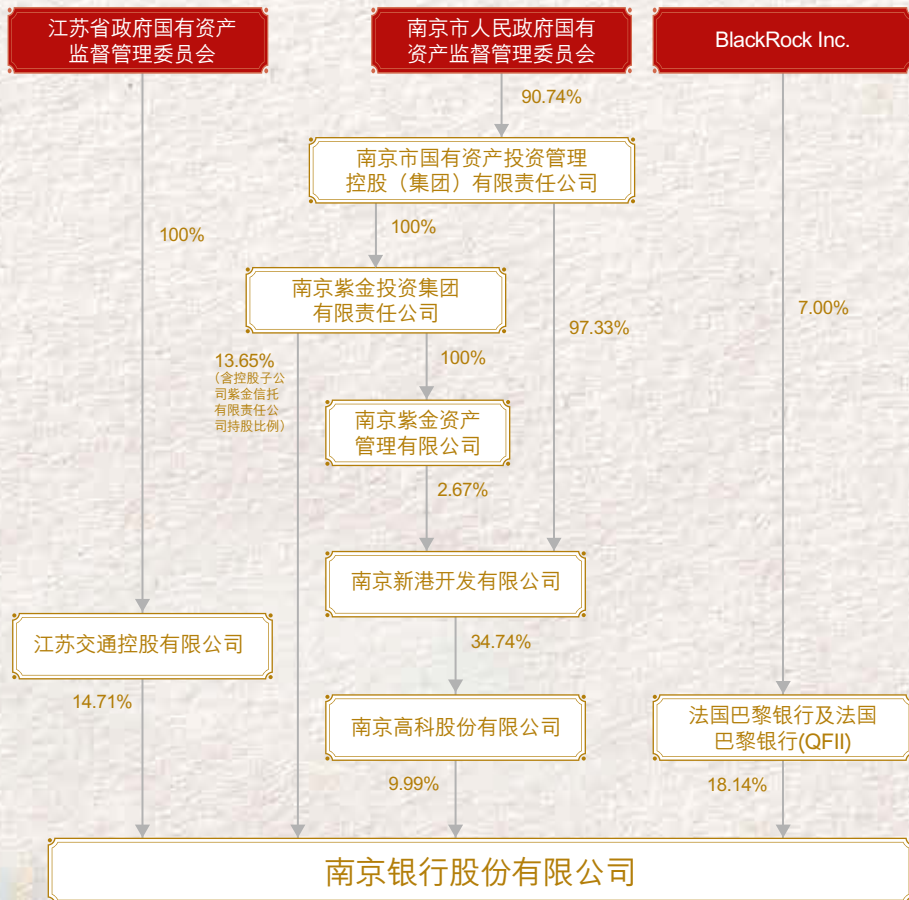 江苏省政府国有资产
监督管理委员会
南京市人民政府国有
资产监督管理委员会
BlackRock Inc.
90.74%
南京市国有资产投资管理
控股（集团）有限责任公司
100%
100%
南京紫金投资集团
有限责任公司
7.00%
97.33%
13.65%
（含控股子公
司紫金信托
有限责任公
司持股比例）
100%
南京紫金资产
管理有限公司
2.67%
南京新港开发有限公司
江苏交通控股有限公司
34.74%
14.71%
南京高科股份有限公司
法国巴黎银行及法国
巴黎银行(QFII)
9.99%
18.14%
南京银行股份有限公司